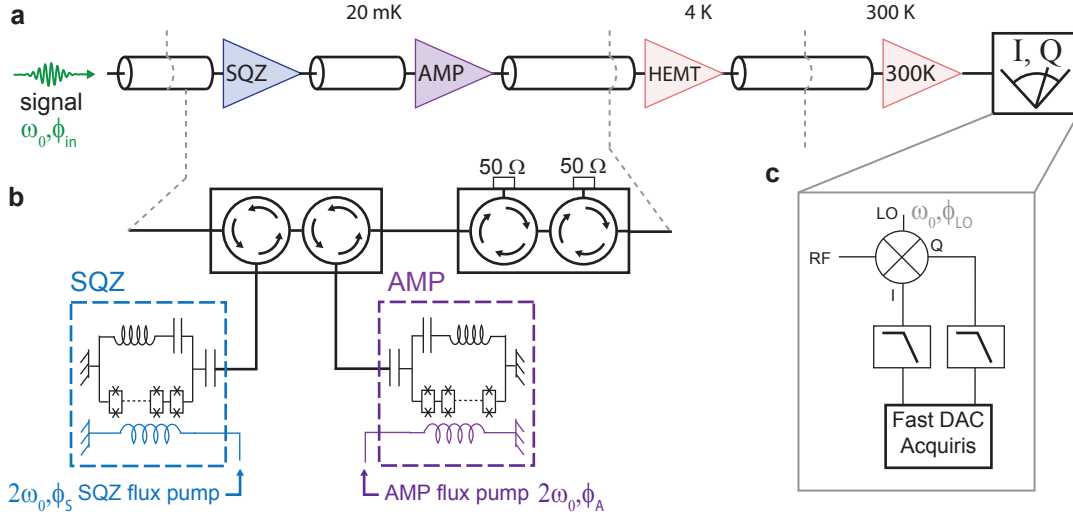 a
20 mK
4 K
300 K
SQZ
AMP
HEMT
300K
I, Q
signal
ω₀,ϕin
b
50 Ω
50 Ω
c
LO
ω₀,ϕLO
RF
Q
I
SQZ
AMP
Fast DAC
Acquiris
2ω₀,ϕS SQZ flux pump
AMP flux pump 2ω₀,ϕA